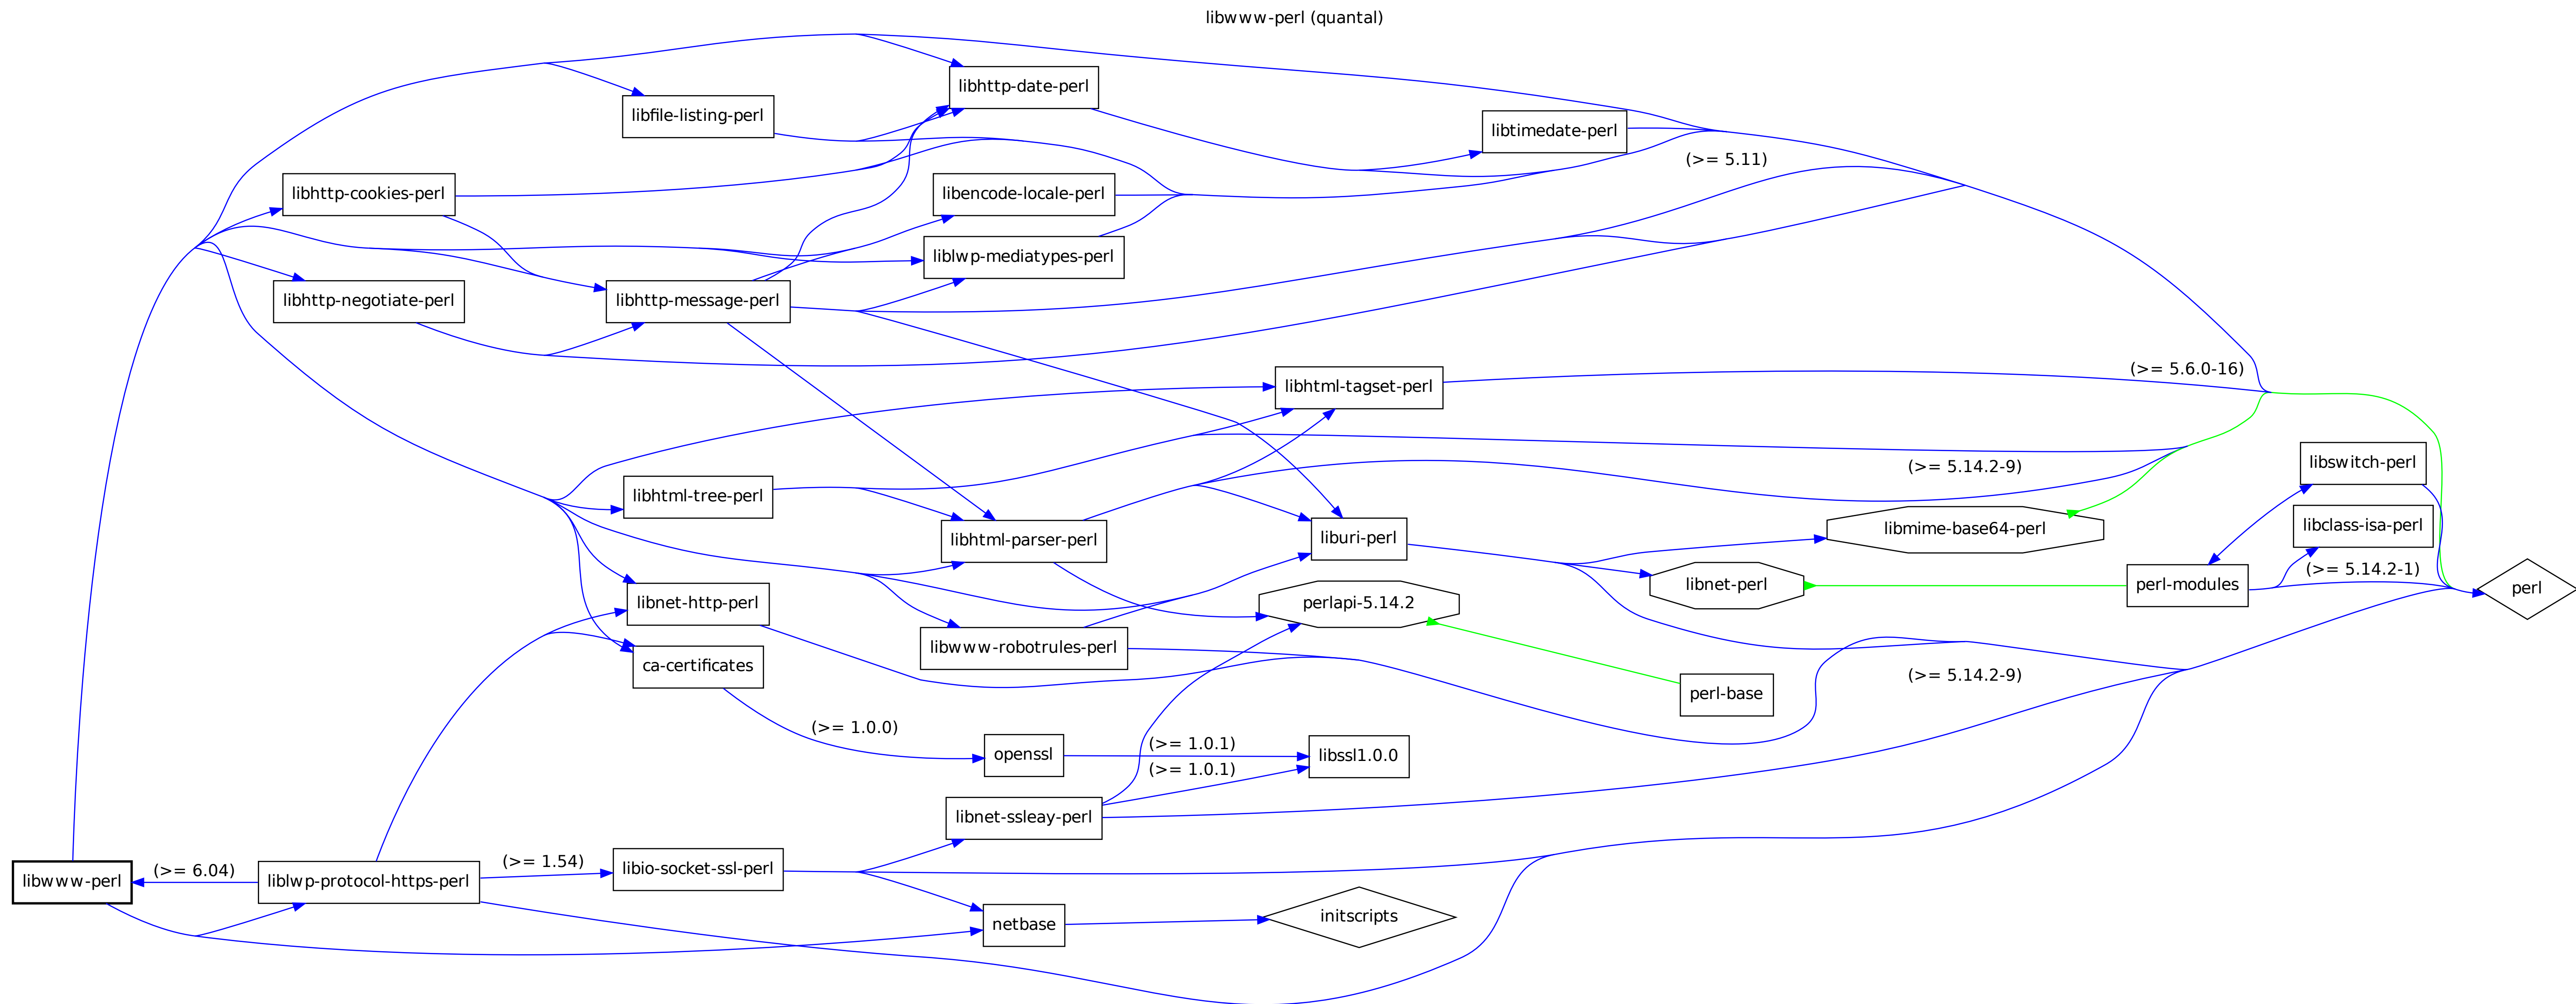 libwww-perl (quantal)
libhttp-date-perl
libfile-listing-perl
libtimedate-perl
(>= 5.11)
libhttp-cookies-perl
libencode-locale-perl
liblwp-mediatypes-perl
libhttp-negotiate-perl
libhttp-message-perl
(>= 5.6.0-16)
libhtml-tagset-perl
libswitch-perl
(>= 5.14.2-9)
libhtml-tree-perl
libclass-isa-perl
libmime-base64-perl
liburi-perl
libhtml-parser-perl
(>= 5.14.2-1)
libnet-perl
perl-modules
perl
libnet-http-perl
perlapi-5.14.2
libwww-robotrules-perl
ca-certificates
(>= 5.14.2-9)
perl-base
(>= 1.0.0)
(>= 1.0.1)
openssl
libssl1.0.0
(>= 1.0.1)
libnet-ssleay-perl
(>= 1.54)
libio-socket-ssl-perl
(>= 6.04)
libwww-perl
liblwp-protocol-https-perl
initscripts
netbase